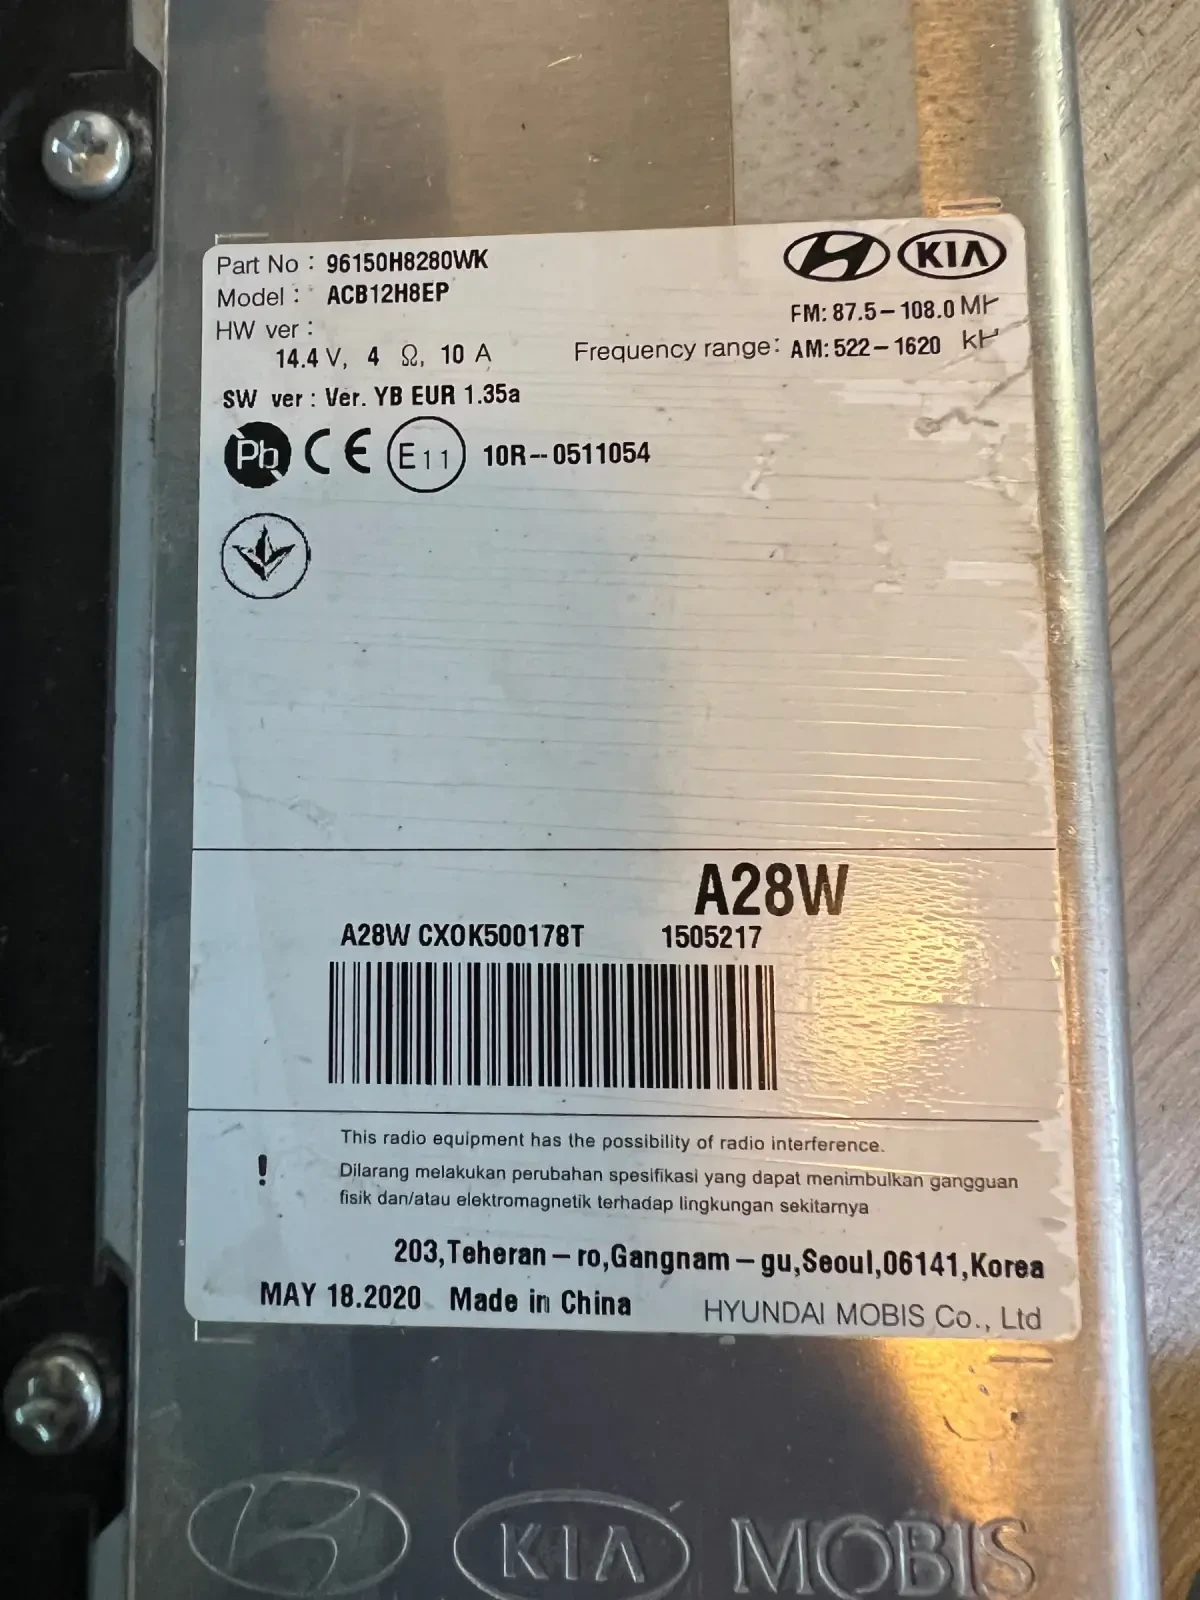 Part No : 96150H8280WK
KIA
Model : ACB12H8EP
FM: 87.5-108.0
HW ver :
14.4 V, 4 Ω, 10 A
Frequency range: AM: 522-1620
SW ver : Ver. YB EUR 1.35a
Pb CE E11 10R--0511054
A28W
A28W CX0K500178T 1505217
This radio equipment has the possibility of radio interference.
! Dilarang melakukan perubahan spesifikasi yang dapat menimbulkan gangguan
fisik dan/atau elektromagnetik terhadap lingkungan sekitarnya
203,Teheran-ro,Gangnam-gu,Seoul,06141,Korea
MAY 18.2020 Made in China HYUNDAI MOBIS Co., Ltd
KIA MOBIS